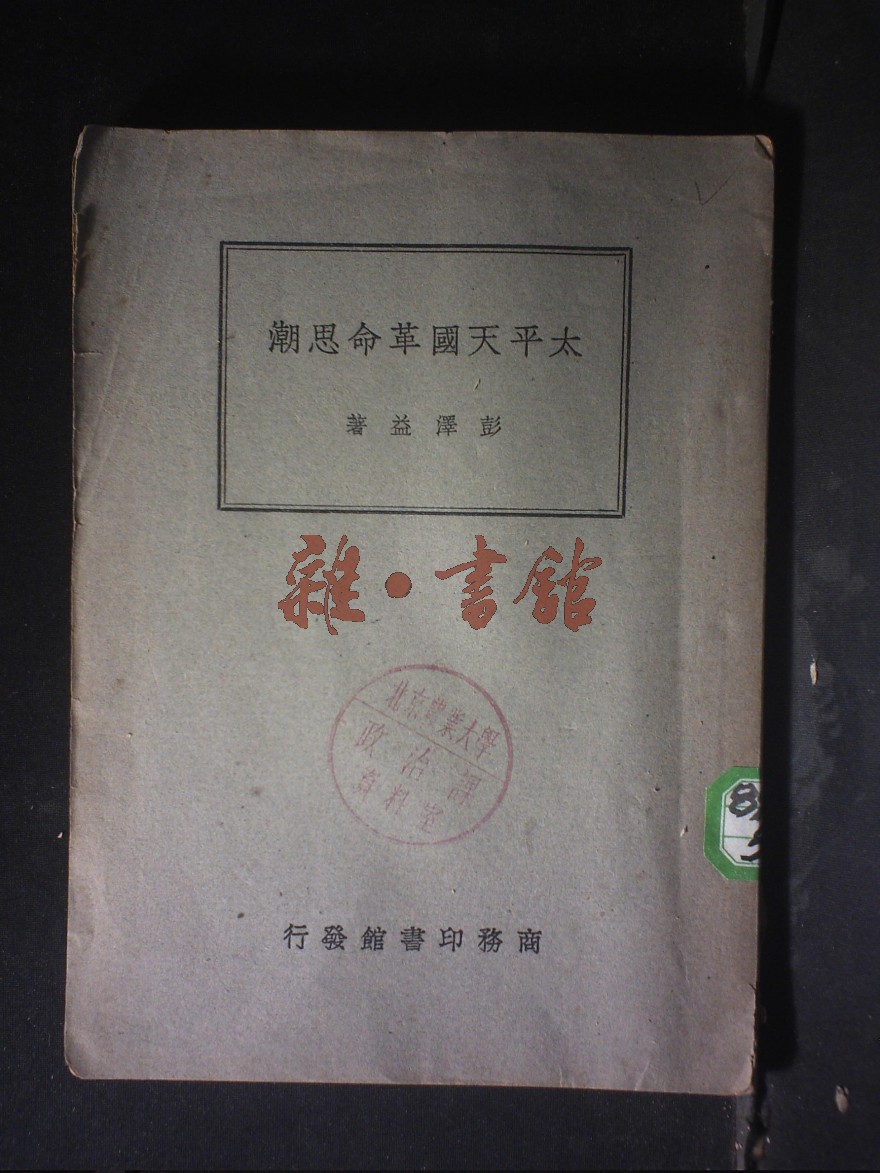 太平天國革命思潮
彭澤益著
雜·書館
北京農業大學
政治課
資料室
商務印書館發行